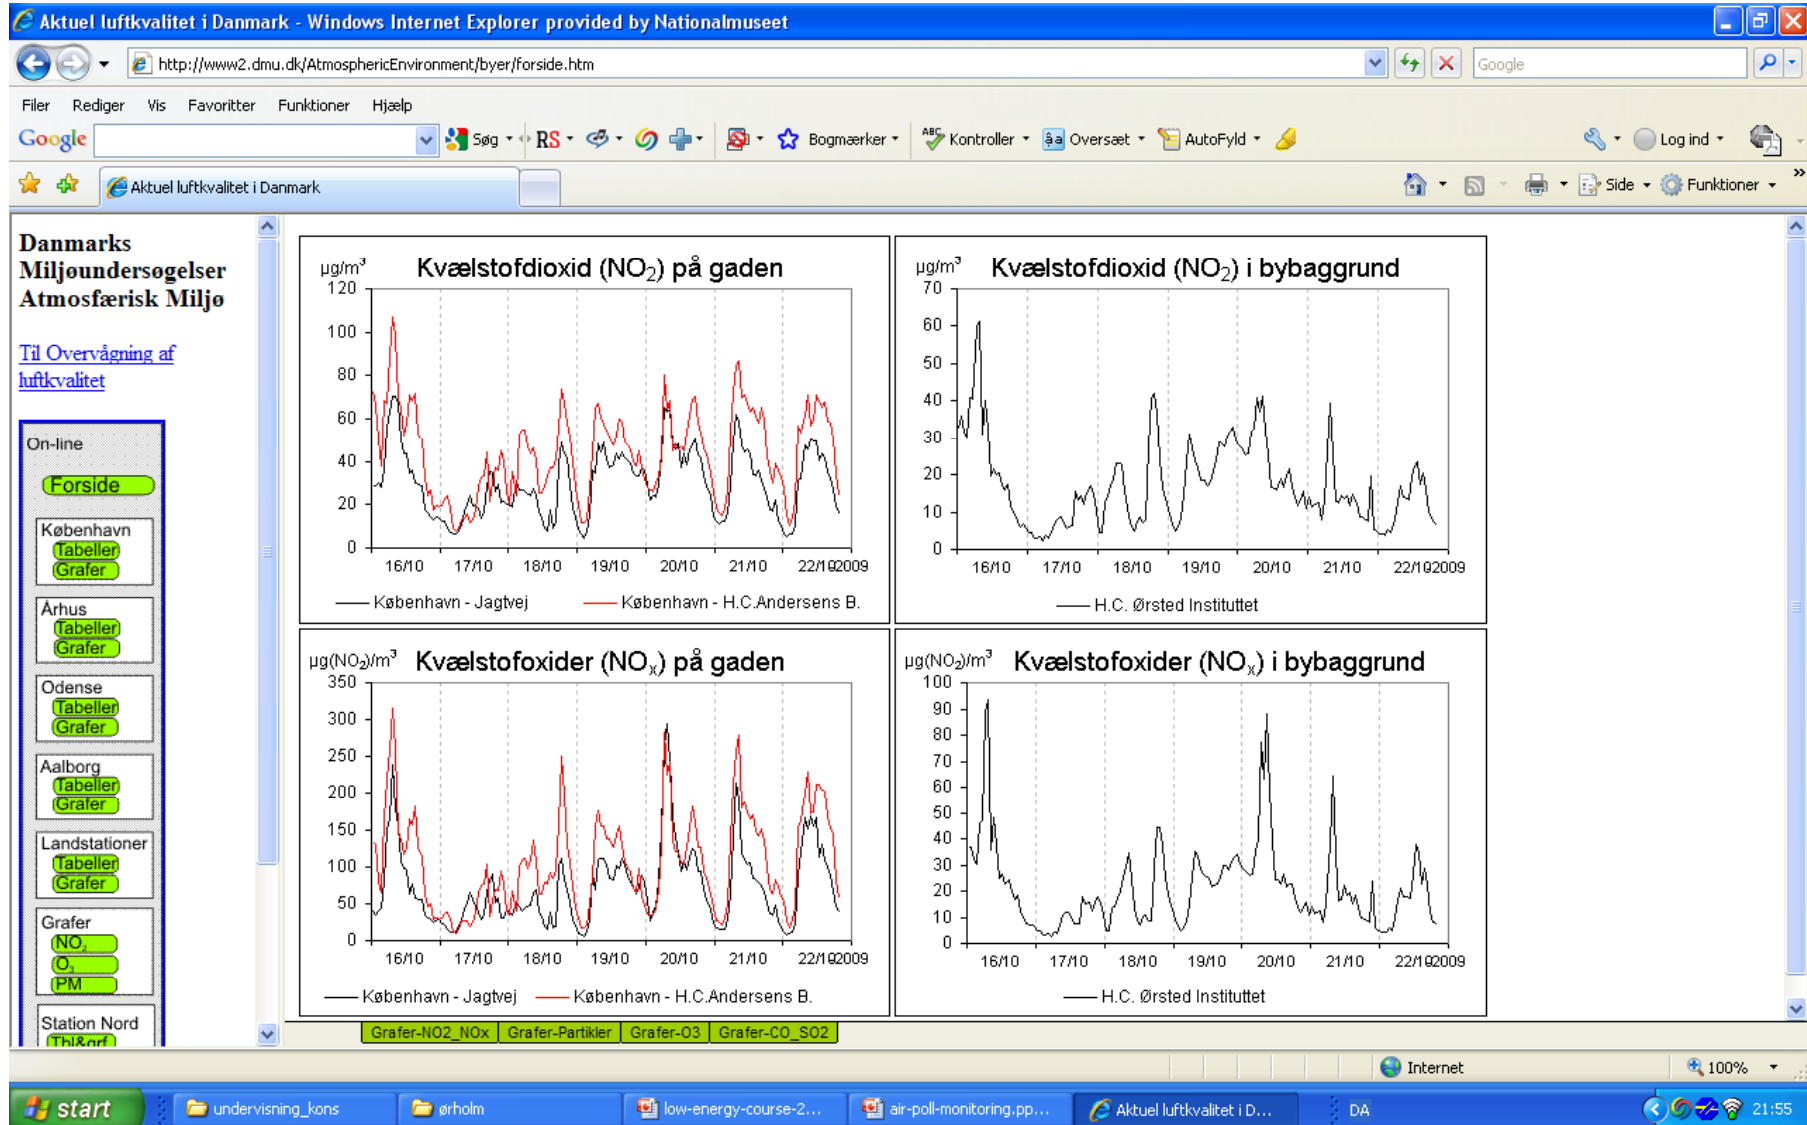 Aktuel luftkvalitet i Danmark - Windows Internet Explorer provided by Nationalmuseet
http://www2.dmu.dk/AtmosphericEnvironment/byer/forside.htm
Google
Filer Rediger Vis Favoritter Funktioner Hjælp
Google Søg RS Bogmærker ABC Kontroller âa Oversæt AutoFyld Log ind
Aktuel luftkvalitet i Danmark
Side Funktioner »
Danmarks
Miljøundersøgelser
Atmosfærisk Miljø
Til Overvågning af
luftkvalitet
On-line
Forside
København
Tabeller
Grafer
Århus
Tabeller
Grafer
Odense
Tabeller
Grafer
Aalborg
Tabeller
Grafer
Landstationer
Tabeller
Grafer
Grafer
NO₂
O₃
PM
Station Nord
Tbl&grf
µg/m³ Kvælstofdioxid (NO₂) på gaden
120
100
80
60
40
20
0
16/10 17/10 18/10 19/10 20/10 21/10 22/10 2009
København - Jagtvej København - H.C.Andersens B.
µg/m³ Kvælstofdioxid (NO₂) i bybaggrund
70
60
50
40
30
20
10
0
16/10 17/10 18/10 19/10 20/10 21/10 22/10 2009
H.C. Ørsted Instituttet
µg(NO₂)/m³ Kvælstofoxider (NOₓ) på gaden
350
300
250
200
150
100
50
0
16/10 17/10 18/10 19/10 20/10 21/10 22/10 2009
København - Jagtvej København - H.C.Andersens B.
µg(NO₂)/m³ Kvælstofoxider (NOₓ) i bybaggrund
100
90
80
70
60
50
40
30
20
10
0
16/10 17/10 18/10 19/10 20/10 21/10 22/10 2009
H.C. Ørsted Instituttet
Grafer-NO2_NOx Grafer-Partikler Grafer-O3 Grafer-CO_SO2
Internet 100%
start undervisning_kons ørholm low-energy-course-2... air-poll-monitoring.pp... Aktuel luftkvalitet i D... DA 21:55